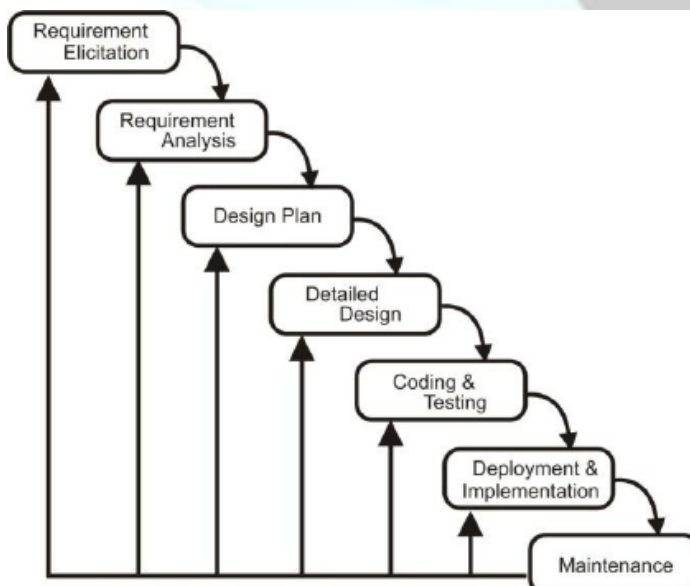 Requirement
Elicitation
Requirement
Analysis
Design Plan
Detailed
Design
Coding &
Testing
Deployment &
Implementation
Maintenance